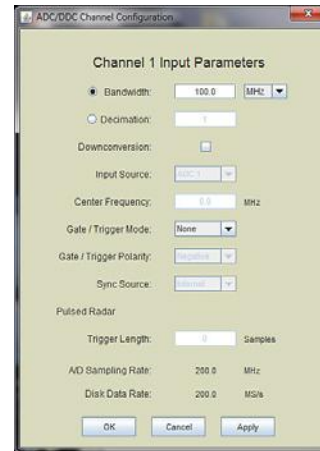 ADC/DDC Channel Configuration
Channel 1 Input Parameters
Bandwidth: 100.0 MHz
Decimation: 1
Downconversion:
Input Source: ADC 1
Center Frequency: 0.0 MHz
Gate / Trigger Mode: None
Gate / Trigger Polarity: Negative
Sync Source: Internal
Pulsed Radar
Trigger Length: 0 Samples
A/D Sampling Rate: 200.0 MHz
Disk Data Rate: 200.0 MS/s
OK Cancel Apply